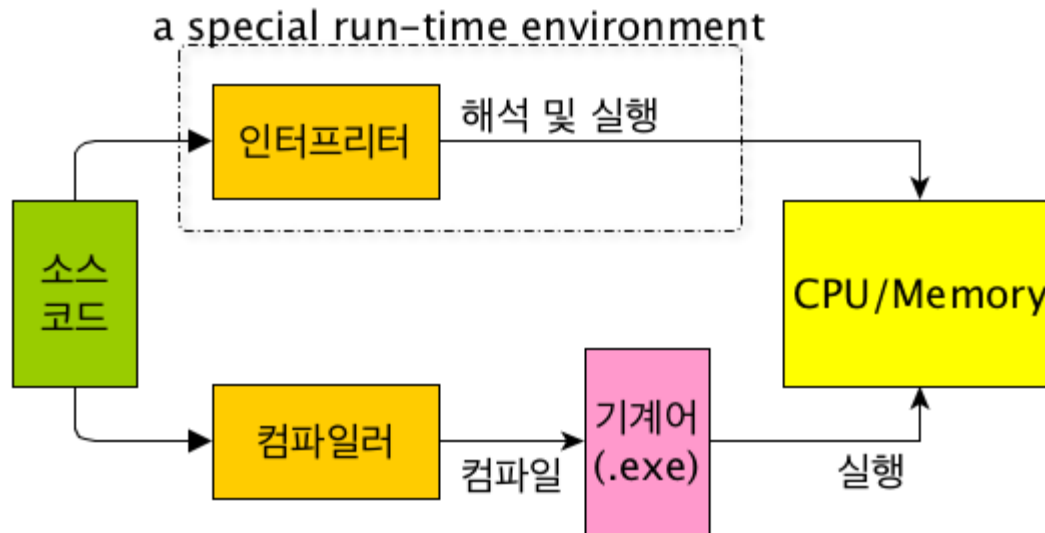 a special run-time environment
인터프리터
해석 및 실행
소스
코드
CPU/Memory
컴파일러
컴파일
기계어
(.exe)
실행